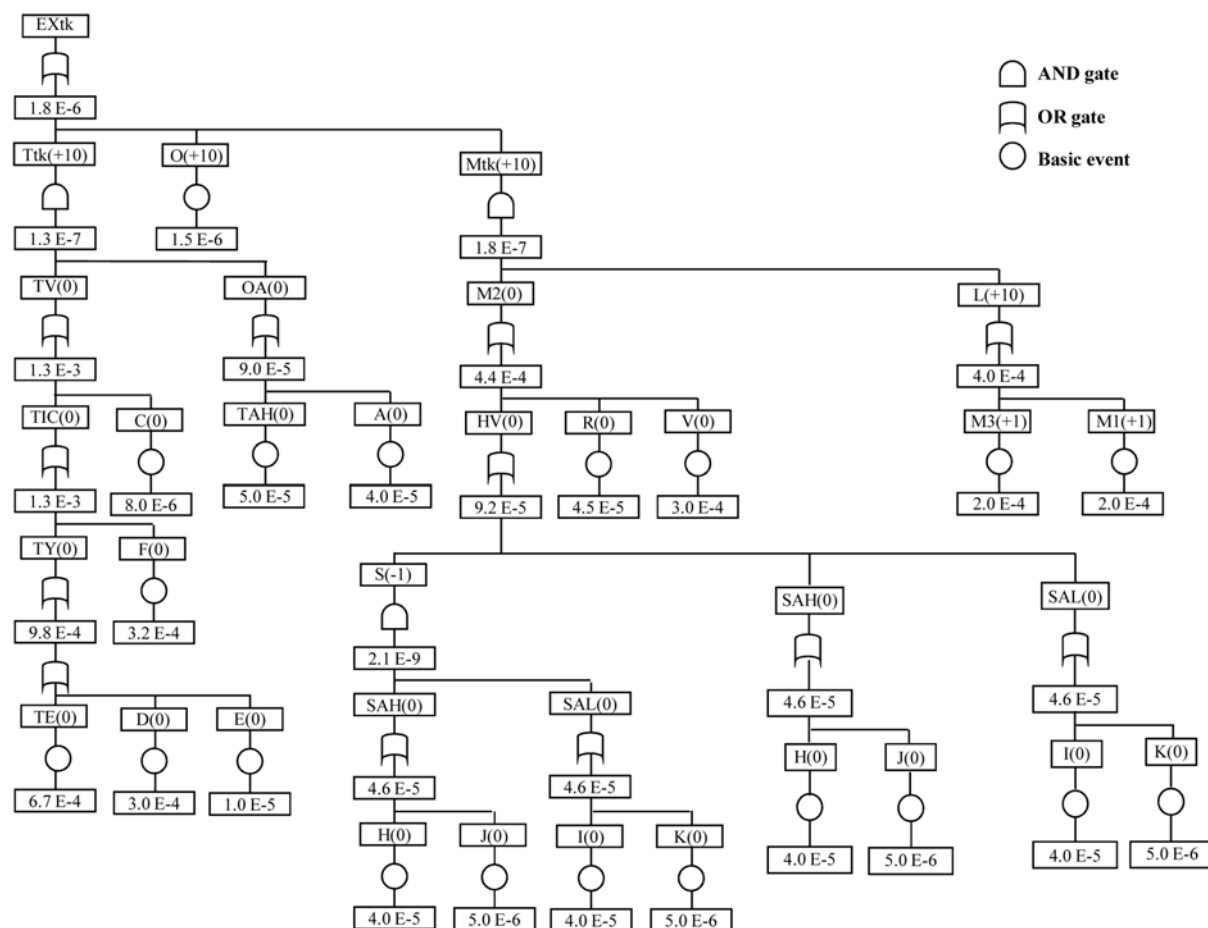 EXtk
AND gate
OR gate
1.8 E-6
Ttk(+10) O(+10) Mtk(+10)
Basic event
1.3 E-7 1.5 E-6 1.8 E-7
TV(0) OA(0) M2(0) L(+10)
1.3 E-3 9.0 E-5 4.4 E-4 4.0 E-4
TIC(0) C(0) TAH(0) A(0) HV(0) R(0) V(0) M3(+1) M1(+1)
1.3 E-3 8.0 E-6 5.0 E-5 4.0 E-5 9.2 E-5 4.5 E-5 3.0 E-4 2.0 E-4 2.0 E-4
TY(0) F(0)
S(-1) SAH(0) SAL(0)
9.8 E-4 3.2 E-4
2.1 E-9
TE(0) D(0) E(0) SAH(0) SAL(0) 4.6 E-5 4.6 E-5
H(0) J(0) I(0) K(0)
6.7 E-4 3.0 E-4 1.0 E-5 4.6 E-5 4.6 E-5
H(0) J(0) I(0) K(0)
4.0 E-5 5.0 E-6 4.0 E-5 5.0 E-6
4.0 E-5 5.0 E-6 4.0 E-5 5.0 E-6